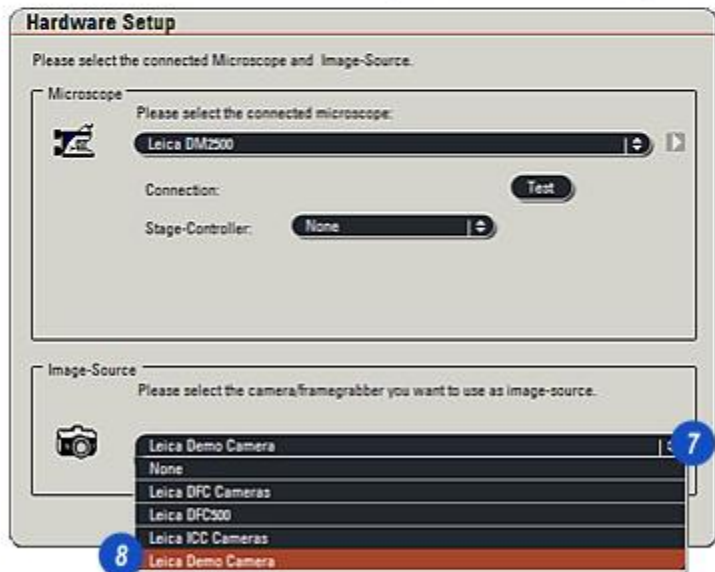 Hardware Setup
Please select the connected Microscope and Image-Source.
Microscope
Please select the connected microscope:
Leica DM2500
Connection:
Test
Stage-Controller:
None
Image-Source
Please select the camera/framegrabber you want to use as image-source.
Leica Demo Camera
7
None
Leica DFC Cameras
Leica DFC500
Leica ICC Cameras
8
Leica Demo Camera